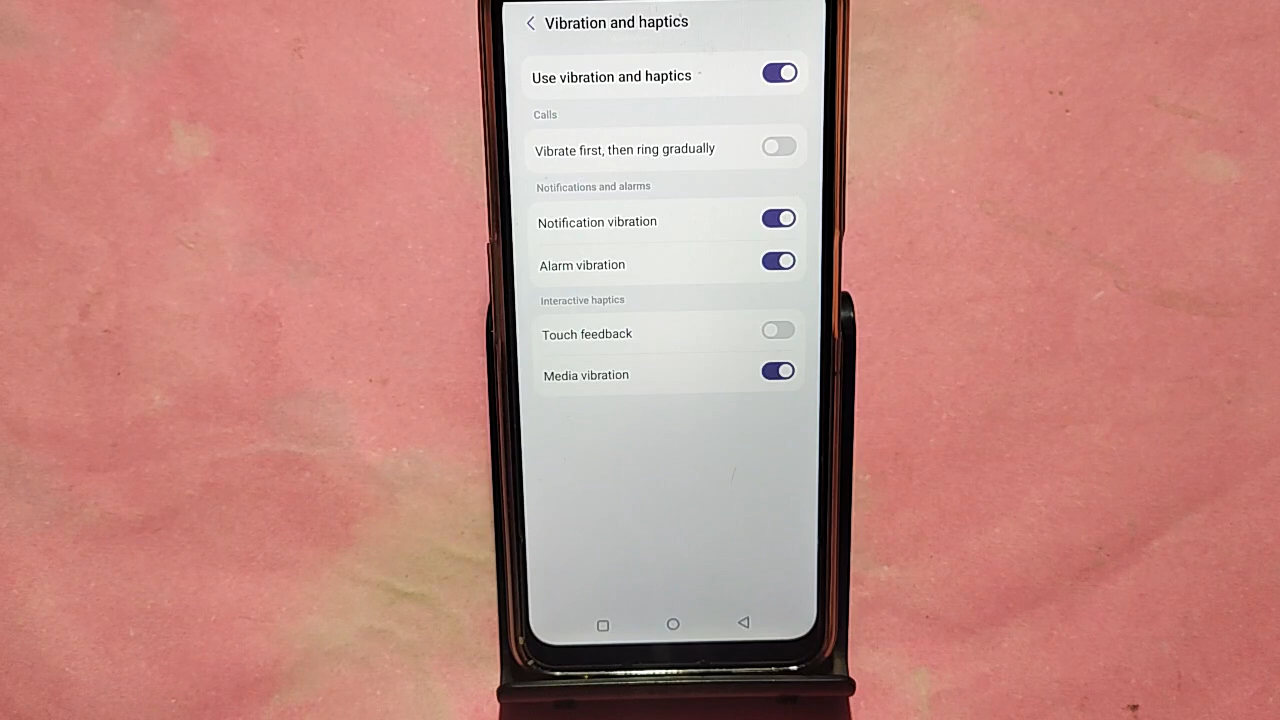 Vibration and haptics
Use vibration and haptics
Calls
Vibrate first, then ring gradually
Notifications and alarms
Notification vibration
Alarm vibration
Interactive haptics
Touch feedback
Media vibration